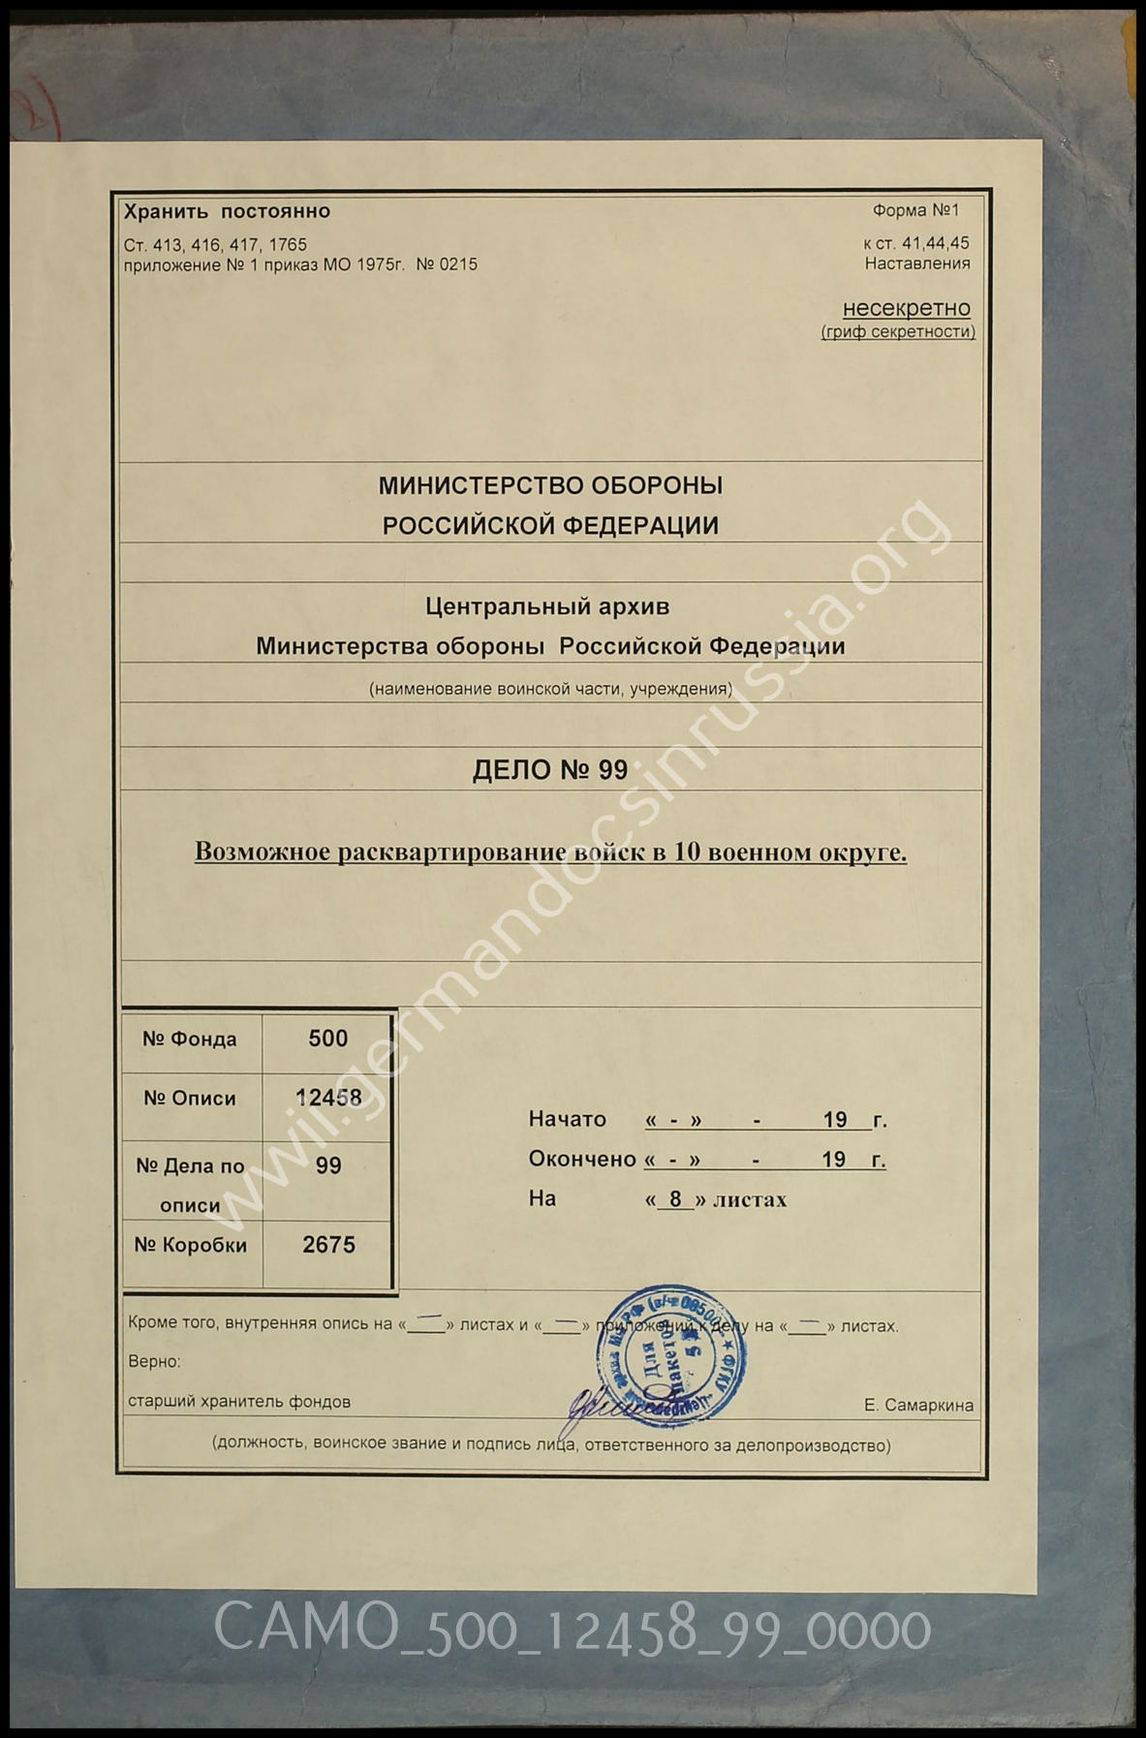 Хранить постоянно
Форма №1
Ст. 413, 416, 417, 1765
к ст. 41,44,45
приложение № 1 приказ МО 1975г. № 0215
Наставления
несекретно
(гриф секретности)
МИНИСТЕРСТВО ОБОРОНЫ
РОССИЙСКОЙ ФЕДЕРАЦИИ
Центральный архив
Министерства обороны Российской Федерации
(наименование воинской части, учреждения)
ДЕЛО № 99
Возможное расквартирование войск в 10 военном округе.
№ Фонда 500
№ Описи 12458
№ Дела по описи 99
№ Коробки 2675
Начато « - » - 19 г.
Окончено « - » - 19 г.
На « 8 » листах
Кроме того, внутренняя опись на «—» листах и «—» приложений к делу на «—» листах.
Верно:
старший хранитель фондов
Е. Самаркина
(должность, воинское звание и подпись лица, ответственного за делопроизводство)
Для
пакетов
5
www.germandocsinrussia.org
CAMO_500_12458_99_0000